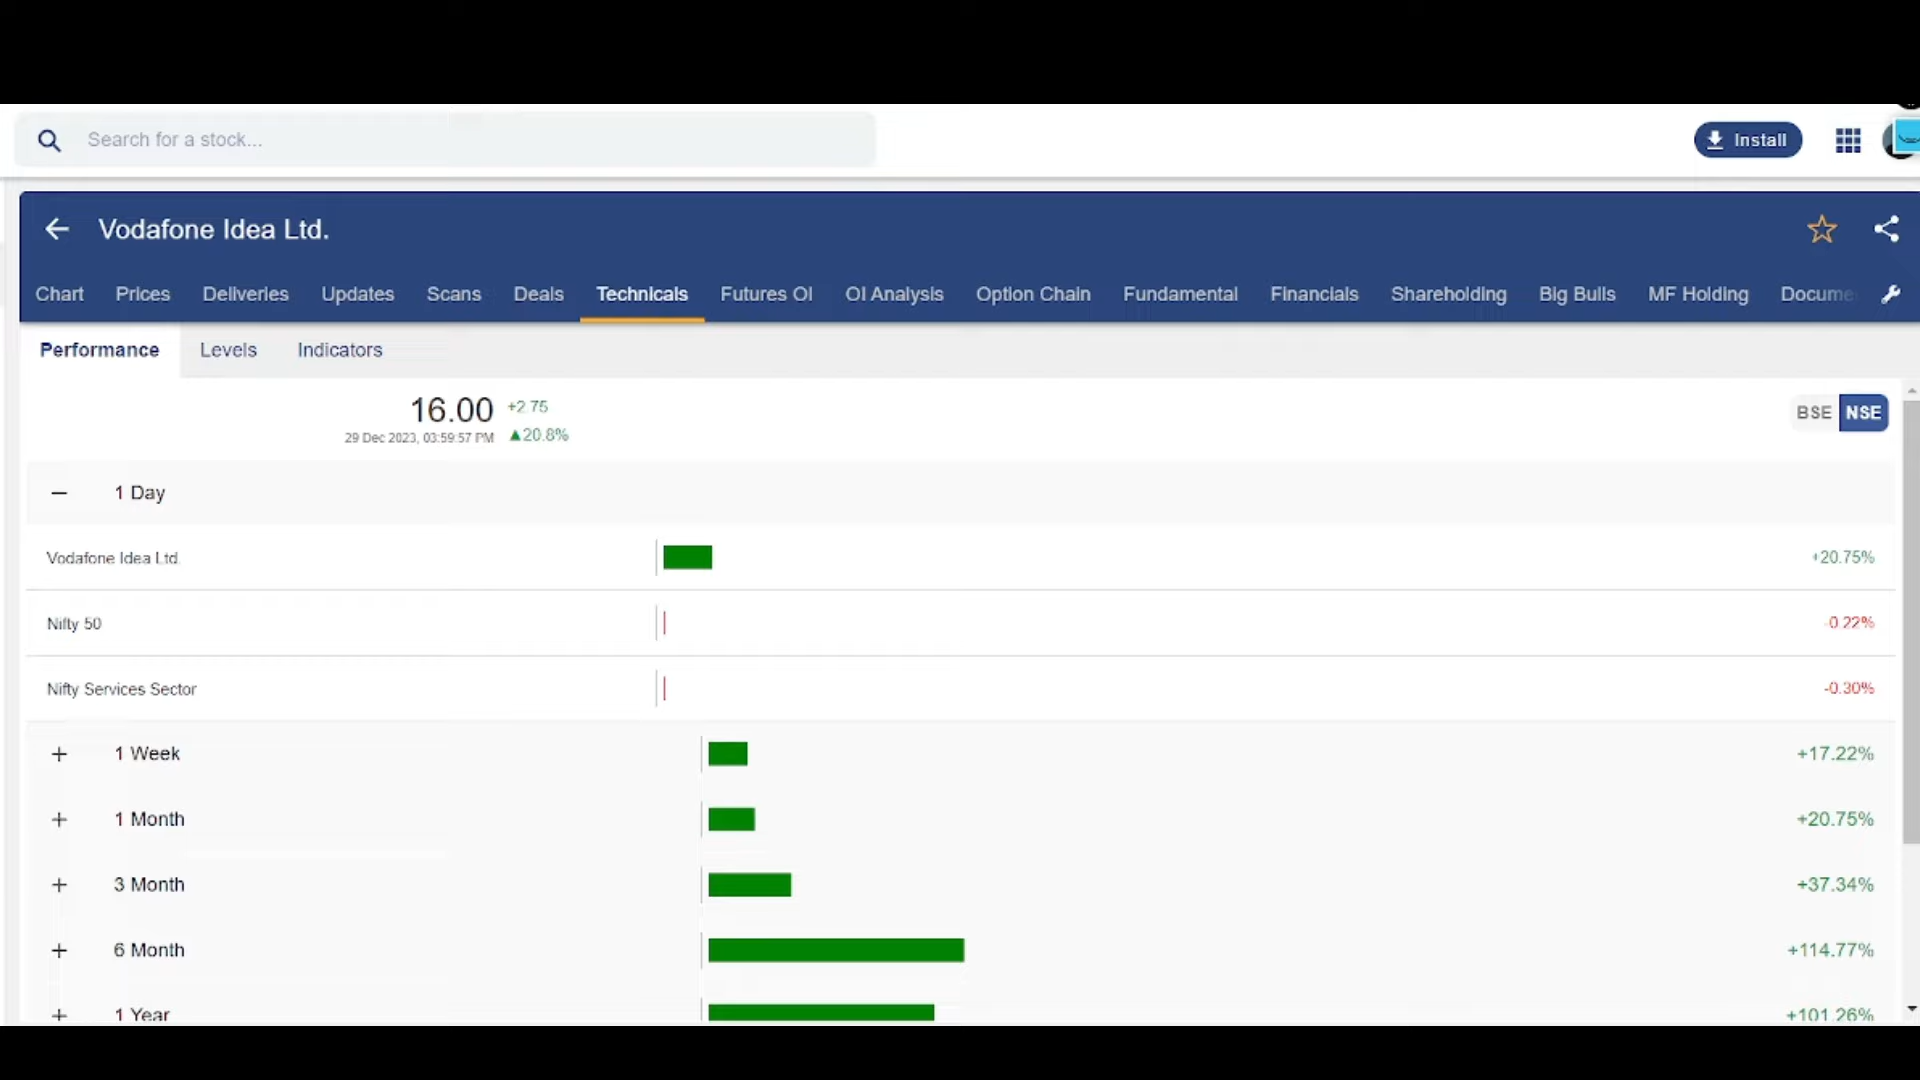 Search for a stock...
Install
Vodafone Idea Ltd.
Chart Prices Deliveries Updates Scans Deals Technicals Futures OI OI Analysis Option Chain Fundamental Financials Shareholding Big Bulls MF Holding Docume
Performance Levels Indicators
16.00 +2.75
29 Dec 2023, 03:59:57 PM ▲20.8%
BSE NSE
− 1 Day
Vodafone Idea Ltd. +20.75%
Nifty 50 -0.22%
Nifty Services Sector -0.30%
+ 1 Week +17.22%
+ 1 Month +20.75%
+ 3 Month +37.34%
+ 6 Month +114.77%
+ 1 Year +101.26%